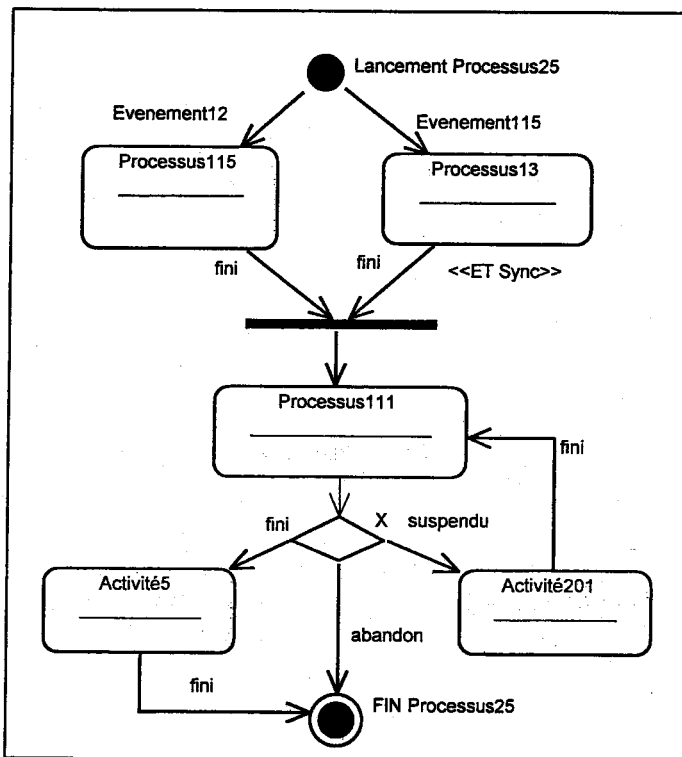 Lancement Processus25
Evenement12
Evenement115
Processus115
Processus13
fini
fini
<<ET Sync>>
Processus111
fini
fini
X
suspendu
Activité5
Activité201
abandon
fini
FIN Processus25